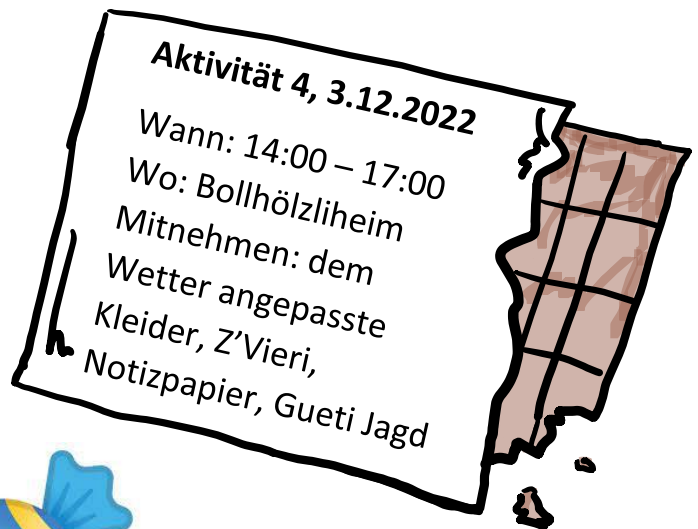 Aktivität 4, 3.12.2022
Wann: 14:00 – 17:00
Wo: Bollhölzliheim
Mitnehmen: dem
Wetter angepasste
Kleider, Z’Vieri,
Notizpapier, Gueti Jagd